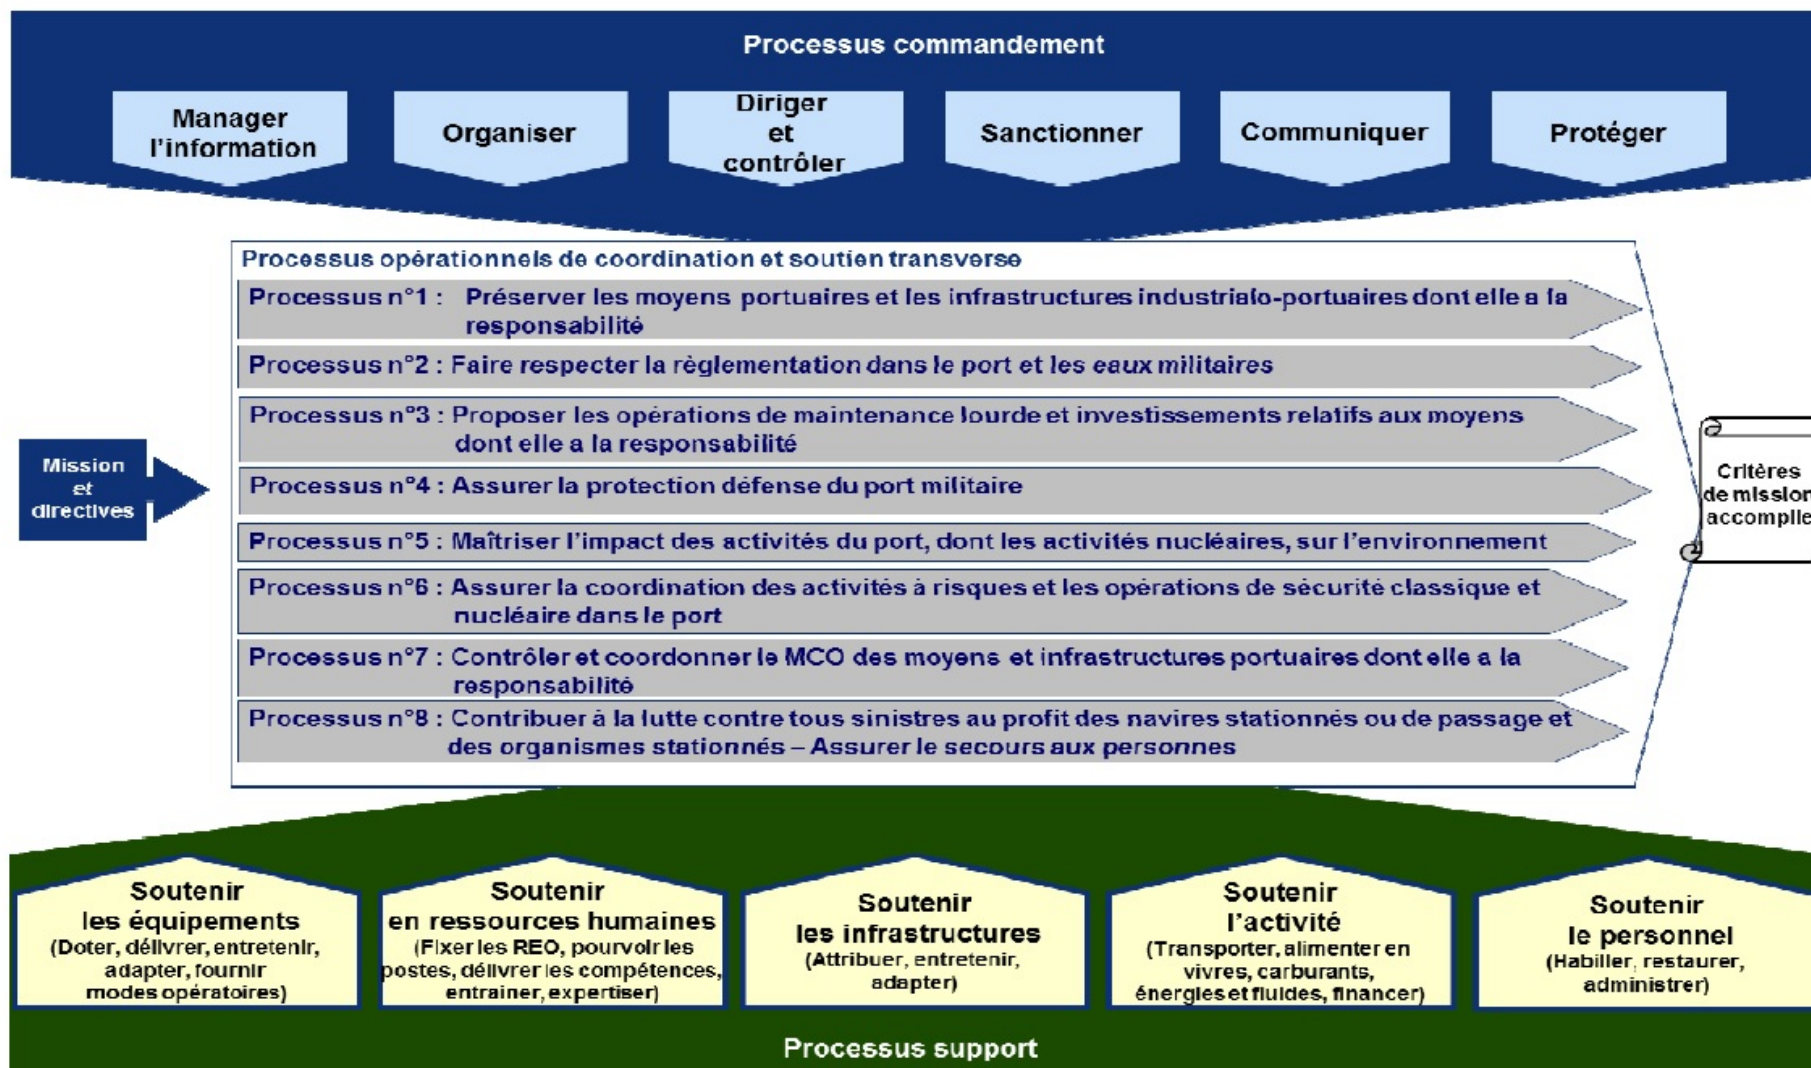 Processus commandement
Manager
l'information
Organiser
Diriger
et
contrôler
Sanctionner
Communiquer
Protéger
Processus opérationnels de coordination et soutien transverse
Processus n°1 : Préserver les moyens portuaires et les infrastructures industrialo-portuaires dont elle a la
responsabilité
Processus n°2 : Faire respecter la règlementation dans le port et les eaux militaires
Processus n°3 : Proposer les opérations de maintenance lourde et investissements relatifs aux moyens
dont elle a la responsabilité
Processus n°4 : Assurer la protection défense du port militaire
Processus n°5 : Maîtriser l'impact des activités du port, dont les activités nucléaires, sur l'environnement
Processus n°6 : Assurer la coordination des activités à risques et les opérations de sécurité classique et
nucléaire dans le port
Processus n°7 : Contrôler et coordonner le MCO des moyens et infrastructures portuaires dont elle a la
responsabilité
Processus n°8 : Contribuer à la lutte contre tous sinistres au profit des navires stationnés ou de passage et
des organismes stationnés – Assurer le secours aux personnes
Mission
et
directives
Critères
de mission
accomplie
Soutenir
les équipements
(Doter, délivrer, entretenir,
adapter, fournir
modes opératoires)
Soutenir
en ressources humaines
(Fixer les REO, pourvoir les
postes, délivrer les compétences,
entrainer, expertiser)
Soutenir
les infrastructures
(Attribuer, entretenir,
adapter)
Soutenir
l'activité
(Transporter, alimenter en
vivres, carburants,
énergies et fluides, financer)
Soutenir
le personnel
(Habiller, restaurer,
administrer)
Processus support